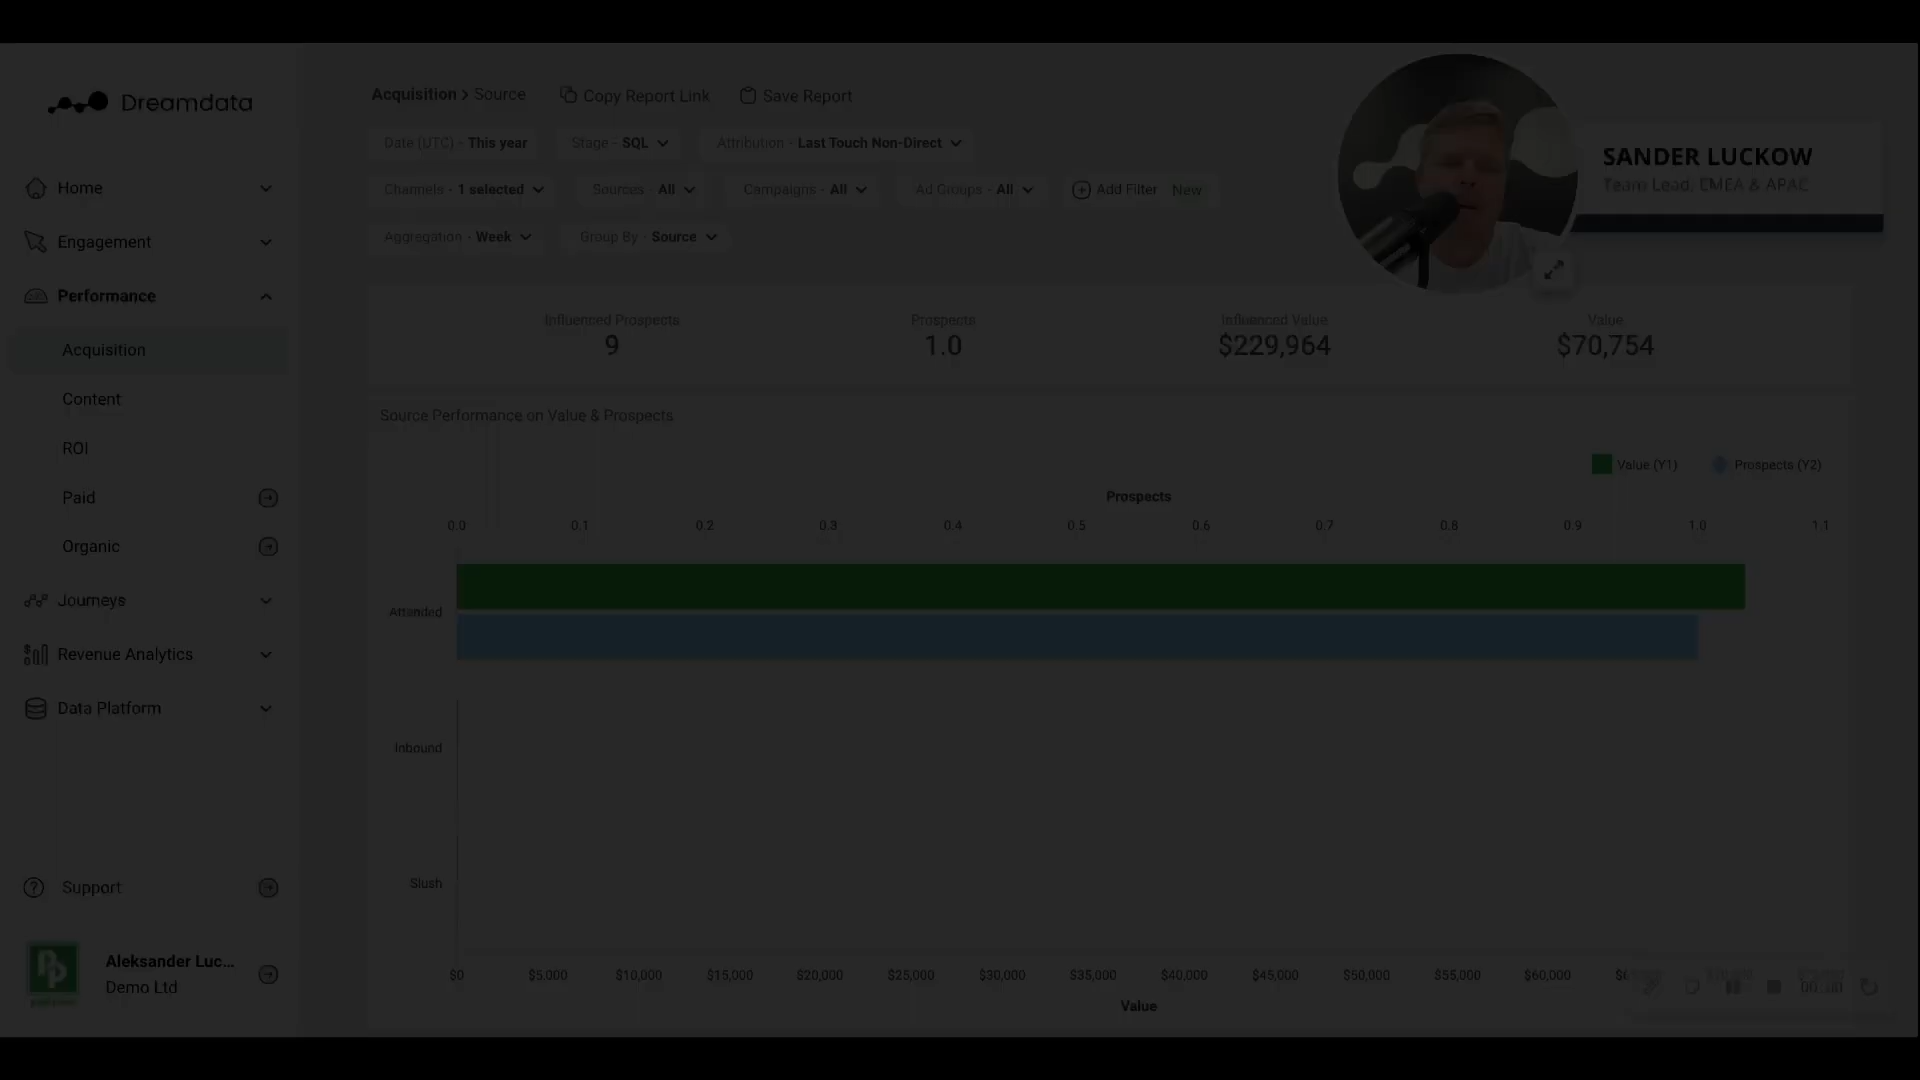 Dreamdata
Home
Engagement
Performance
Acquisition
Content
ROI
Paid
Organic
Journeys
Revenue Analytics
Data Platform
Support
Aleksander Luc...
Demo Ltd
Acquisition > Source
Copy Report Link
Save Report
Date (UTC) - This year
Stage - SQL
Attribution - Last Touch Non-Direct
Channels - 1 selected
Sources - All
Campaigns - All
Ad Groups - All
Add Filter New
Aggregation - Week
Group By - Source
SANDER LUCKOW
Team Lead, EMEA & APAC
Influenced Prospects
9
Prospects
1.0
Influenced Value
$229,964
Value
$70,754
Source Performance on Value & Prospects
Value (Y1)
Prospects (Y2)
Prospects
0.0 0.1 0.2 0.3 0.4 0.5 0.6 0.7 0.8 0.9 1.0 1.1
Attended
Inbound
Slush
$0 $5,000 $10,000 $15,000 $20,000 $25,000 $30,000 $35,000 $40,000 $45,000 $50,000 $55,000 $60,000
Value